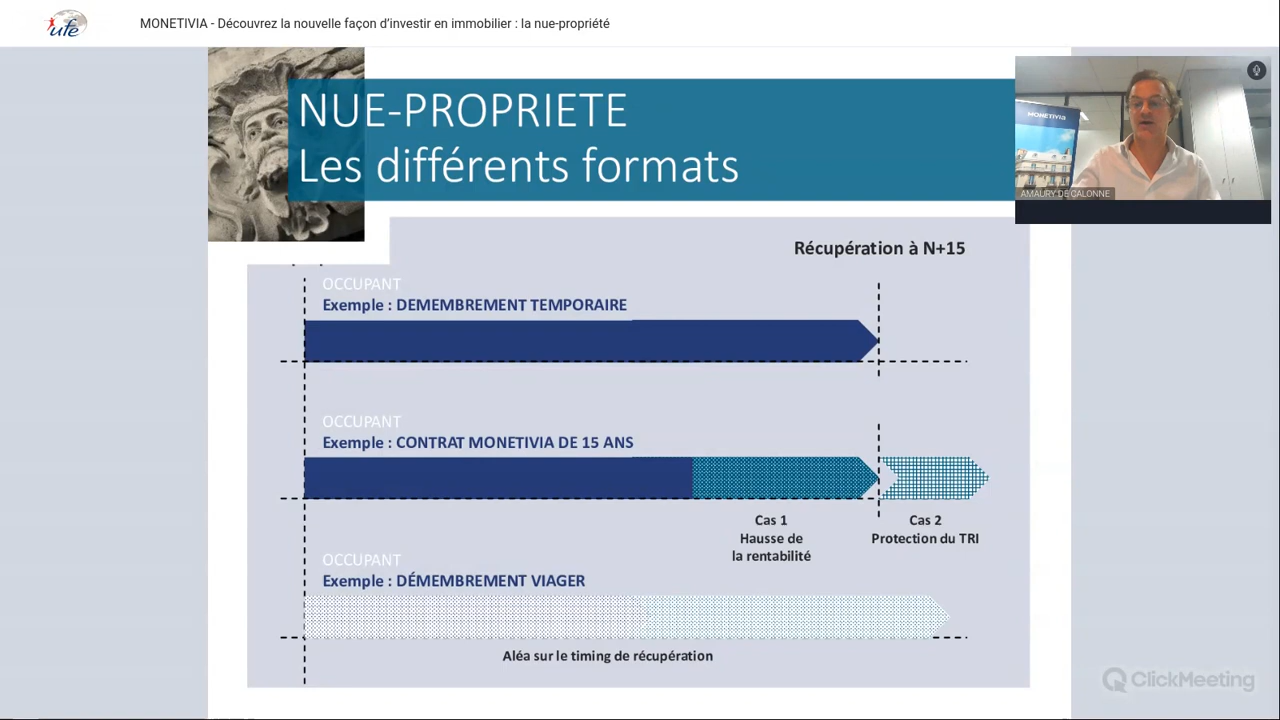 ufe
MONETIVIA - Découvrez la nouvelle façon d’investir en immobilier : la nue-propriété
NUE-PROPRIETE
Les différents formats
MONETIVIA
AMAURY DE CALONNE
Récupération à N+15
OCCUPANT
Exemple : DEMEMBREMENT TEMPORAIRE
OCCUPANT
Exemple : CONTRAT MONETIVIA DE 15 ANS
Cas 1
Hausse de
la rentabilité
Cas 2
Protection du TRI
OCCUPANT
Exemple : DÉMEMBREMENT VIAGER
Aléa sur le timing de récupération
ClickMeeting